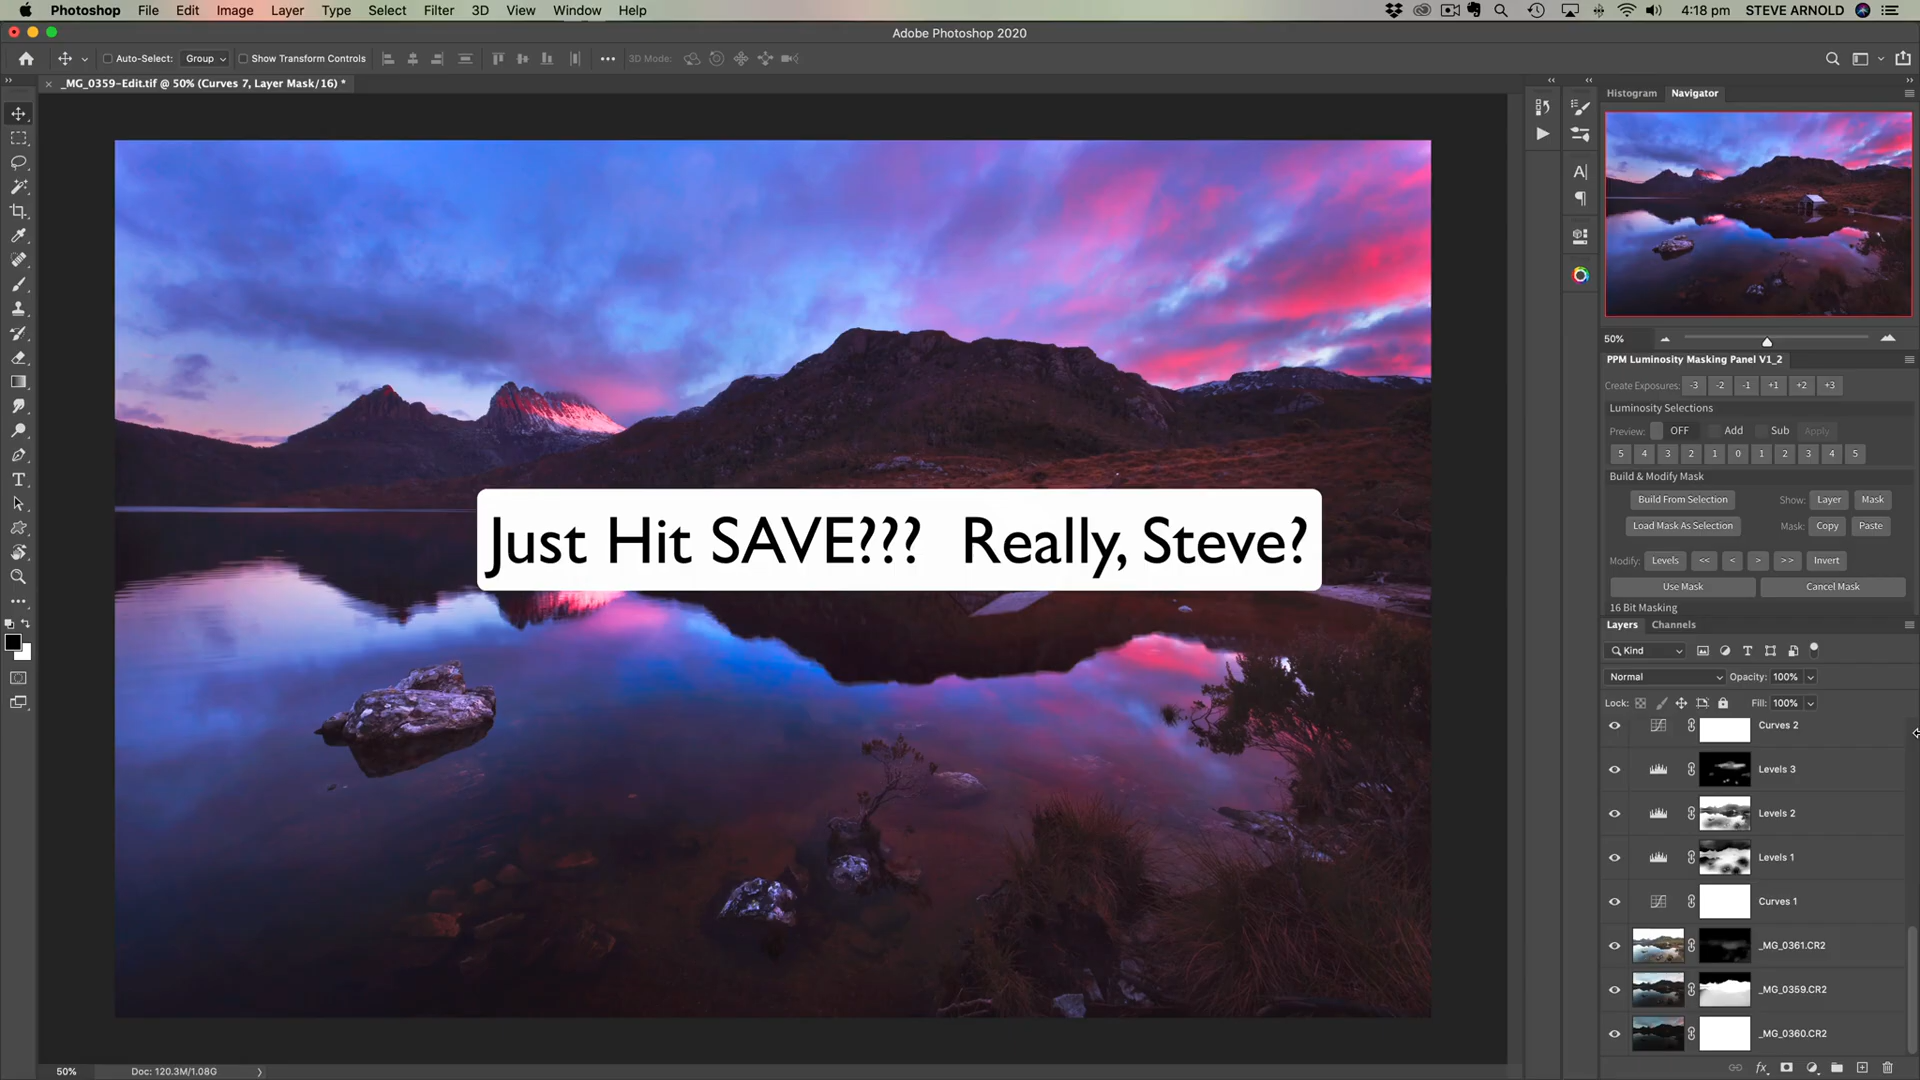 Photoshop File Edit Image Layer Type Select Filter 3D View Window Help 4:18 pm STEVE ARNOLD
Adobe Photoshop 2020
Auto-Select: Group Show Transform Controls 3D Mode:
_MG_0359-Edit.tif @ 50% (Curves 7, Layer Mask/16) *
Histogram Navigator
50%
PPM Luminosity Masking Panel V1_2
Create Exposures: -3 -2 -1 +1 +2 +3
Luminosity Selections
Preview: OFF Add Sub Apply
5 4 3 2 1 0 1 2 3 4 5
Build & Modify Mask
Build From Selection Show: Layer Mask
Load Mask As Selection Mask: Copy Paste
Modify: Levels << < > >> Invert
Use Mask Cancel Mask
16 Bit Masking
Just Hit SAVE??? Really, Steve?
Layers Channels
Kind
Normal Opacity: 100%
Lock: Fill: 100%
Curves 2
Levels 3
Levels 2
Levels 1
Curves 1
_MG_0361.CR2
_MG_0359.CR2
_MG_0360.CR2
50% Doc: 120.3M/1.08G